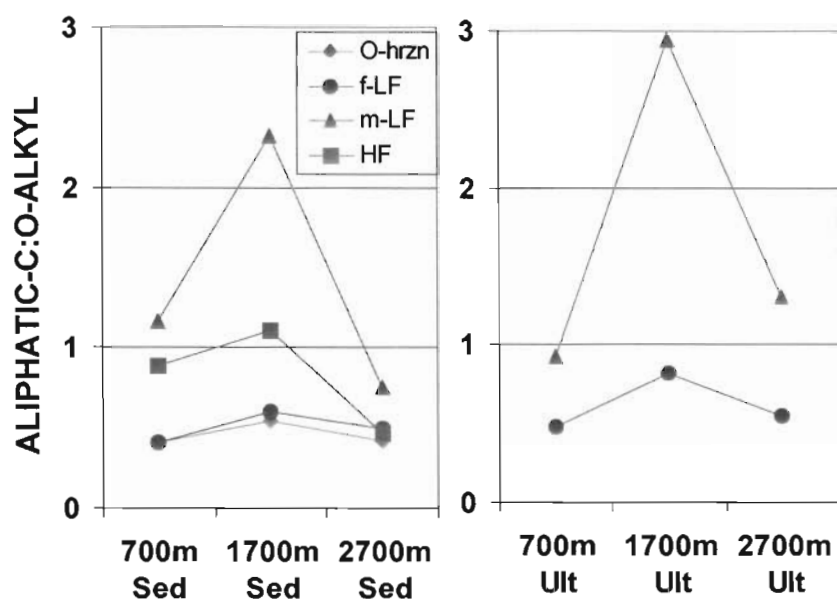 ALIPHATIC-C:O-ALKYL
3
2
1
0
O-hrzn
f-LF
m-LF
HF
700m 1700m 2700m
Sed Sed Sed
3
2
1
0
700m 1700m 2700m
Ult Ult Ult